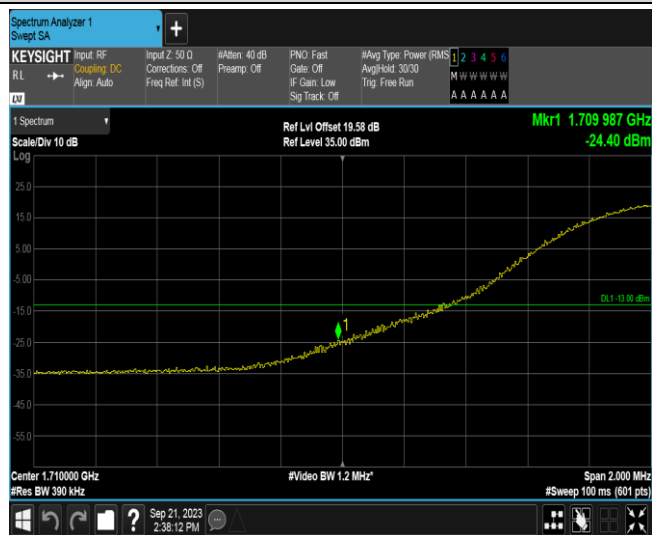 Spectrum Analyzer 1
Swept SA
KEYSIGHT
RL
LXI
Input: RF
Coupling: DC
Align: Auto
Input Z: 50 Ω
Corrections: Off
Freq Ref: Int (S)
#Atten: 40 dB
Preamp: Off
PNO: Fast
Gate: Off
IF Gain: Low
Sig Track: Off
#Avg Type: Power (RMS
Avg|Hold: 30/30
Trig: Free Run
1 2 3 4 5 6
M W W W W W
A A A A A A
1 Spectrum
Scale/Div 10 dB
Ref Lvl Offset 19.58 dB
Ref Level 35.00 dBm
Mkr1 1.709 987 GHz
-24.40 dBm
Log
25.0
15.0
5.00
-5.00
DL1 -13.00 dBm
-15.0
1
-25.0
-35.0
-45.0
-55.0
Center 1.710000 GHz
#Video BW 1.2 MHz*
Span 2.000 MHz
#Res BW 390 kHz
#Sweep 100 ms (601 pts)
?
Sep 21, 2023
2:38:12 PM